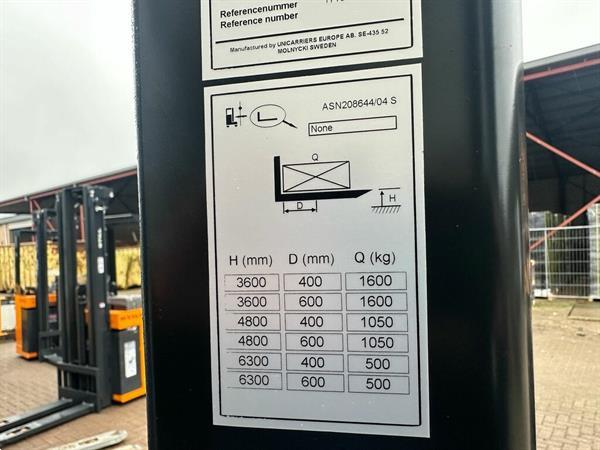 Referencenummer
Reference number
Manufactured by UNICARRIERS EUROPE AB. SE-435 52
MOLNYCKI SWEDEN
ASN208644/04 S
None
Q
H
D
H (mm) D (mm) Q (kg)
3600 400 1600
3600 600 1600
4800 400 1050
4800 600 1050
6300 400 500
6300 600 500